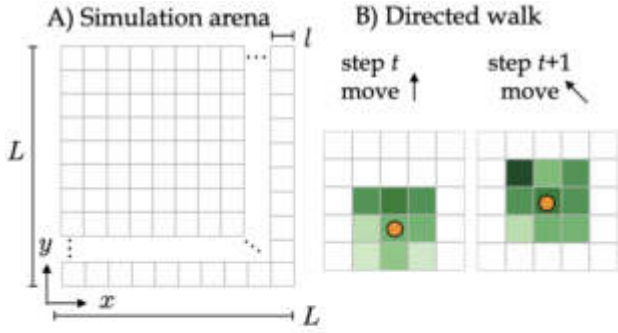 A) Simulation arena
B) Directed walk
l
step t
move
step t+1
move
L
y
x
L